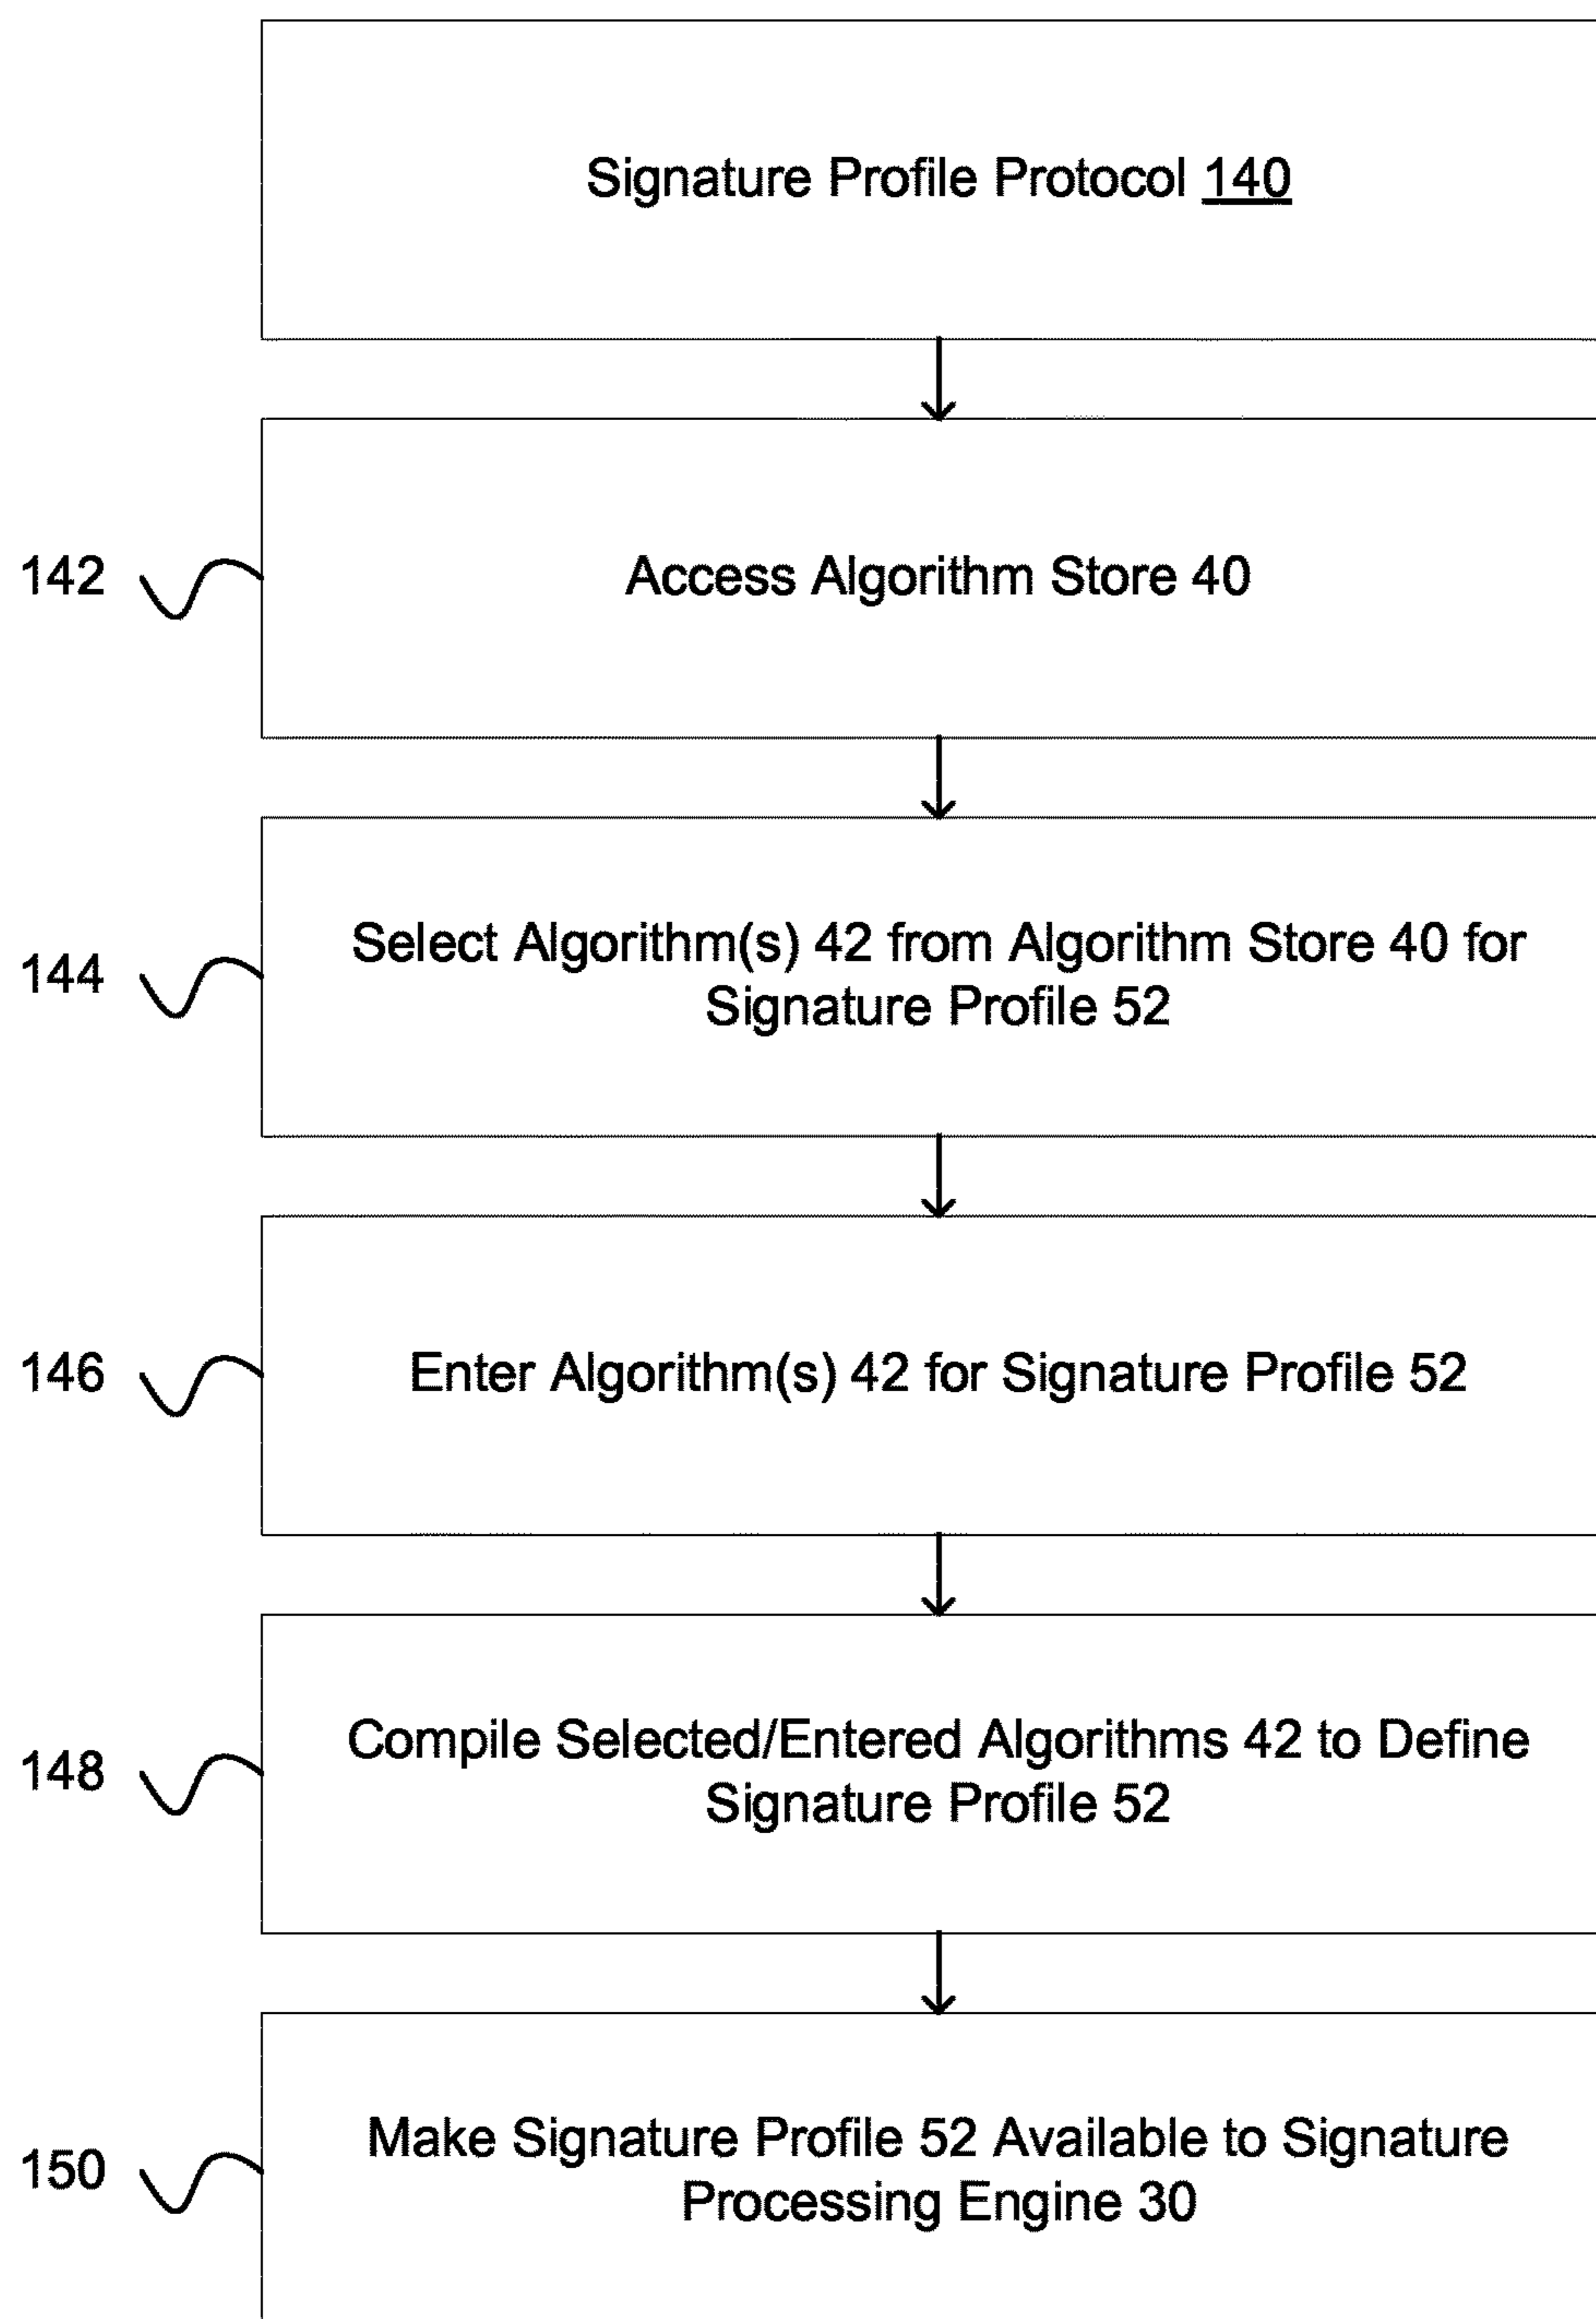 Signature Profile Protocol 140
142
Access Algorithm Store 40
144
Select Algorithm(s) 42 from Algorithm Store 40 for
Signature Profile 52
146
Enter Algorithm(s) 42 for Signature Profile 52
148
Compile Selected/Entered Algorithms 42 to Define
Signature Profile 52
150
Make Signature Profile 52 Available to Signature
Processing Engine 30